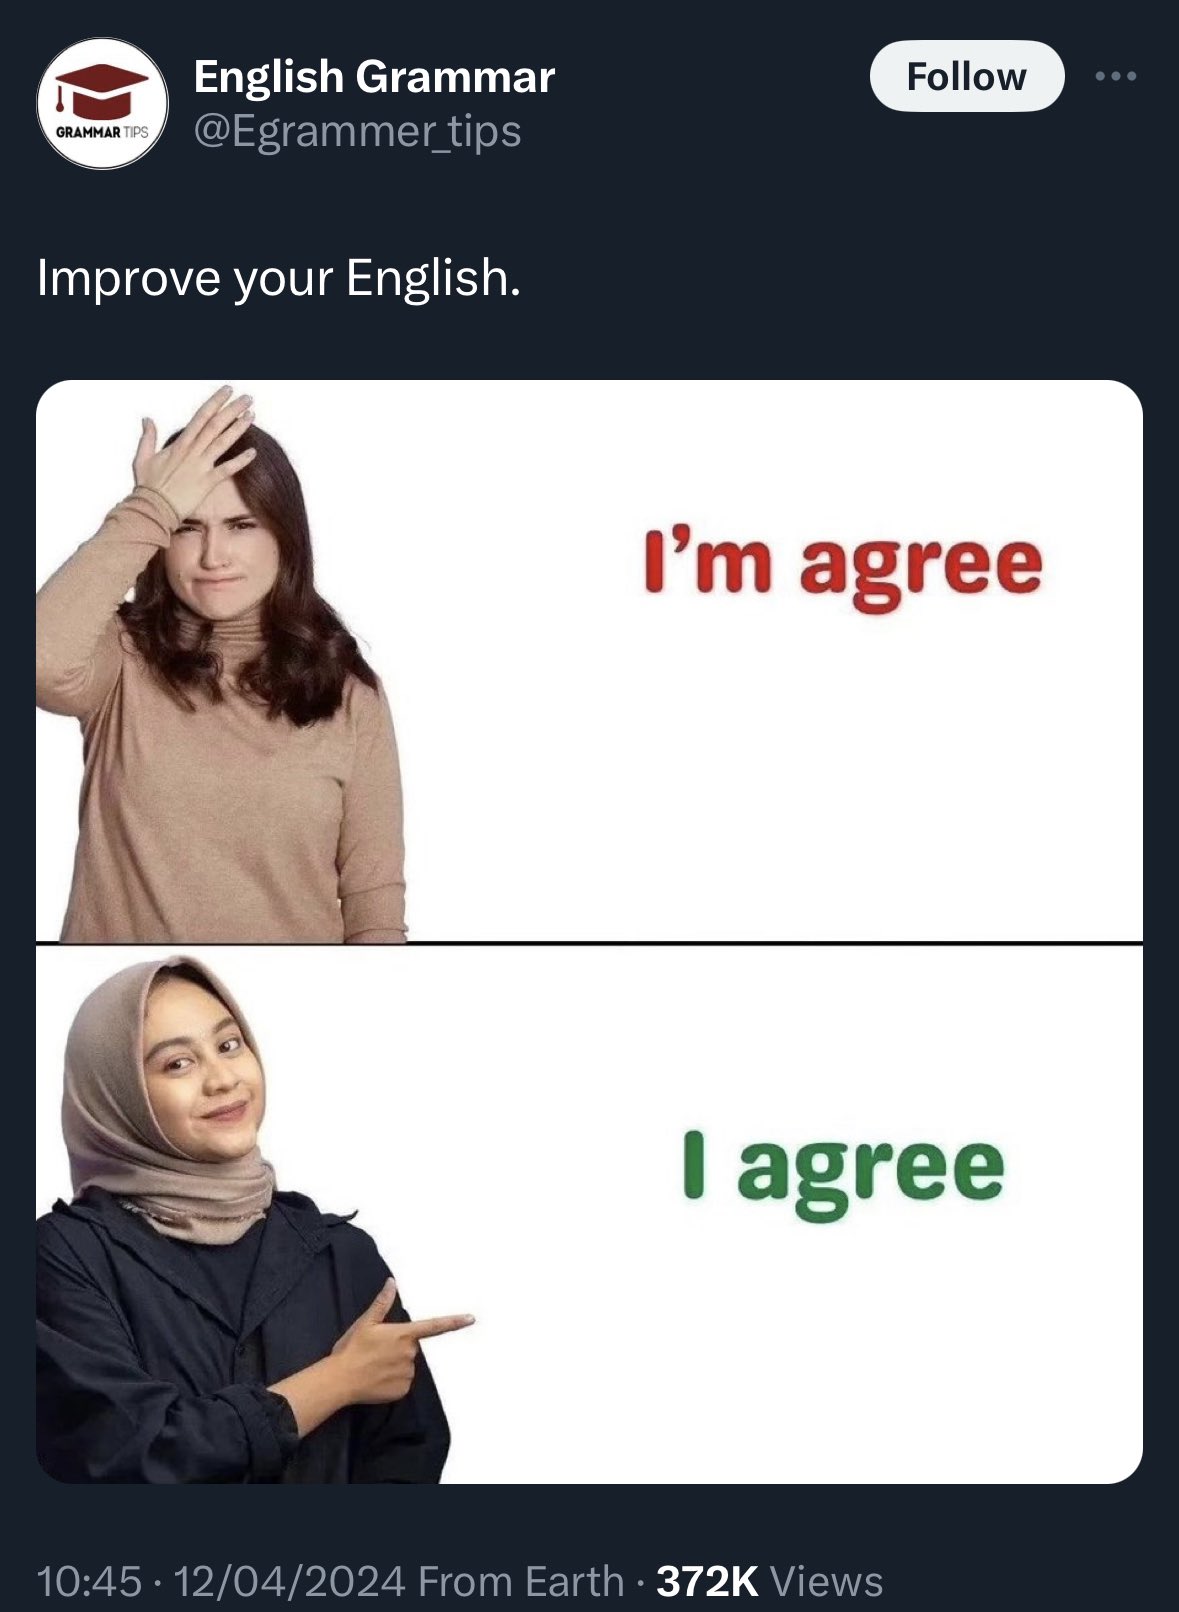 GRAMMAR TIPS
English Grammar
@Egrammer_tips
Follow
Improve your English.
I'm agree
I agree
10:45 · 12/04/2024 From Earth · 372K Views